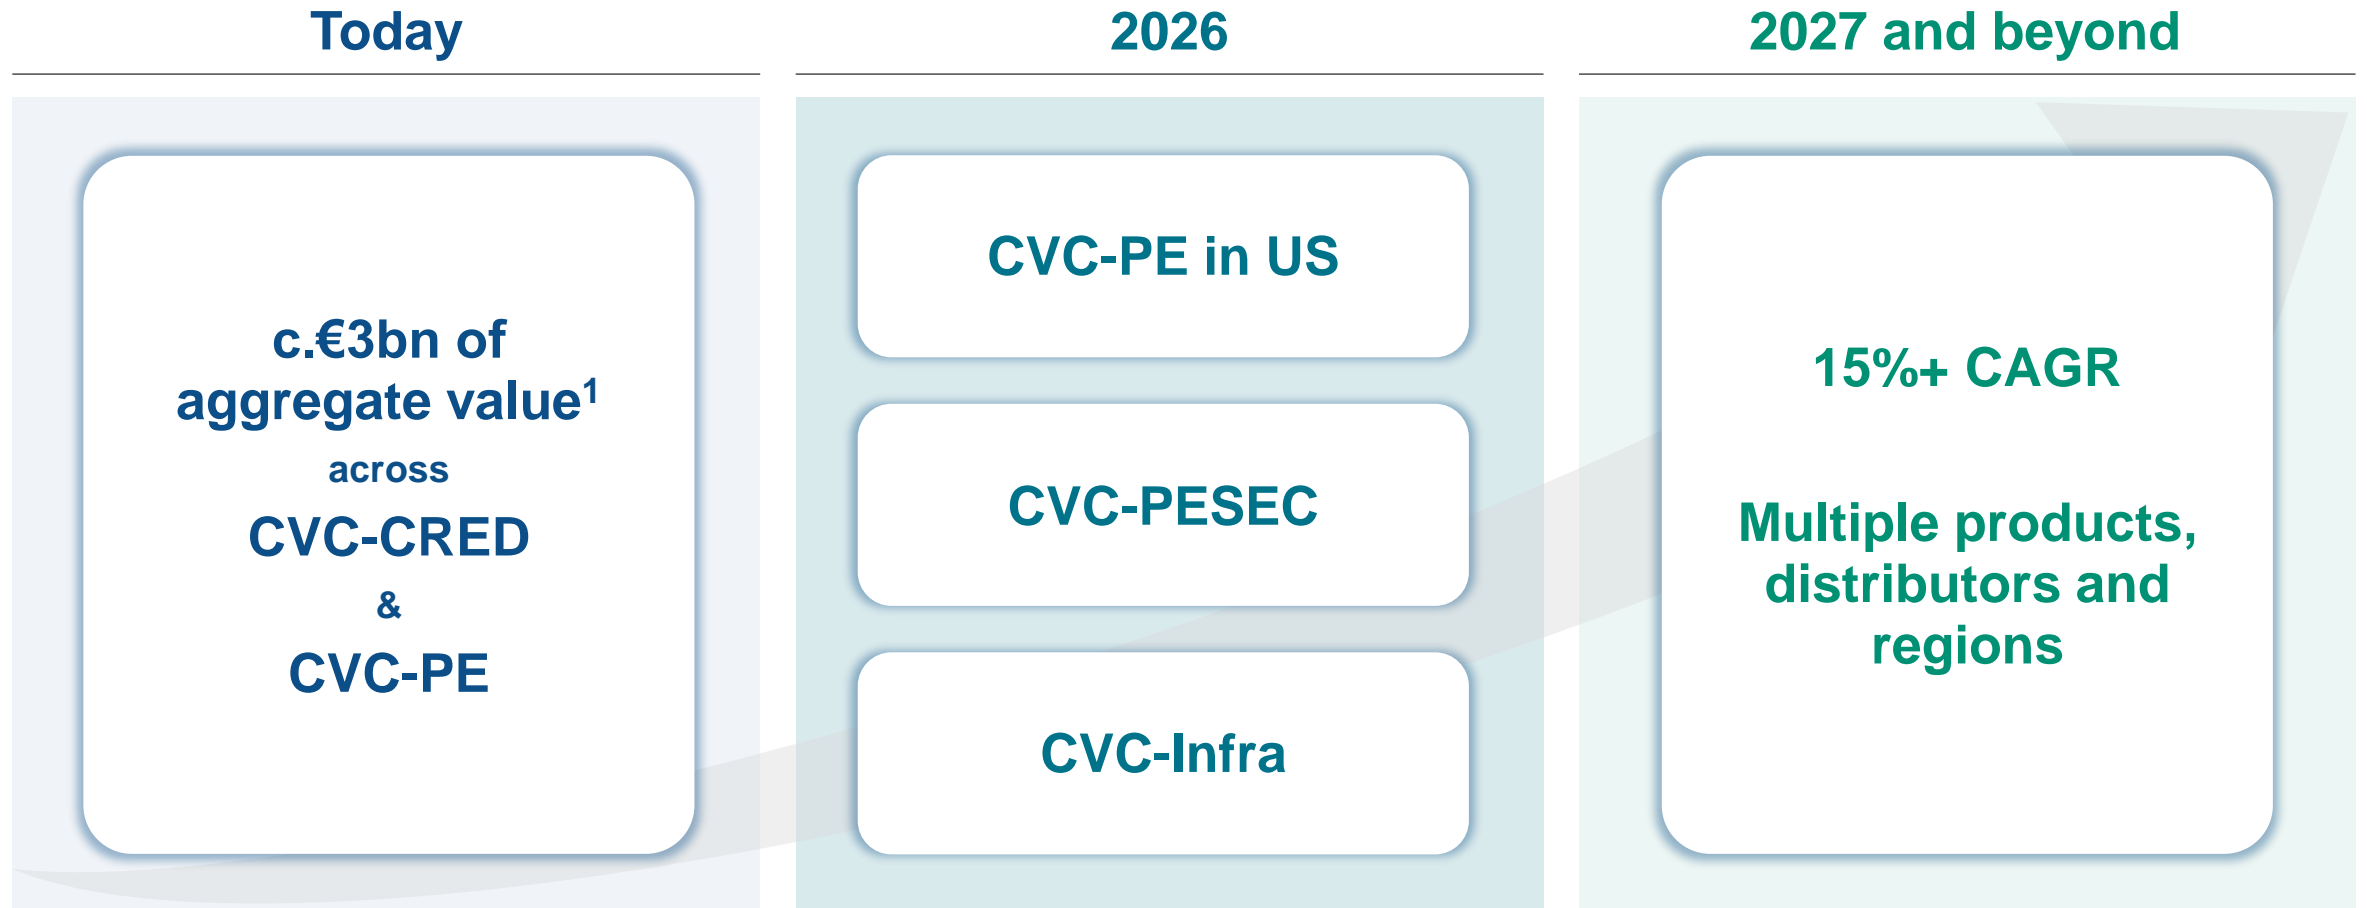 Today
c.€3bn of
aggregate value¹
across
CVC-CRED
&
CVC-PE
2026
CVC-PE in US
CVC-PESEC
CVC-Infra
2027 and beyond
15%+ CAGR
Multiple products,
distributors and
regions